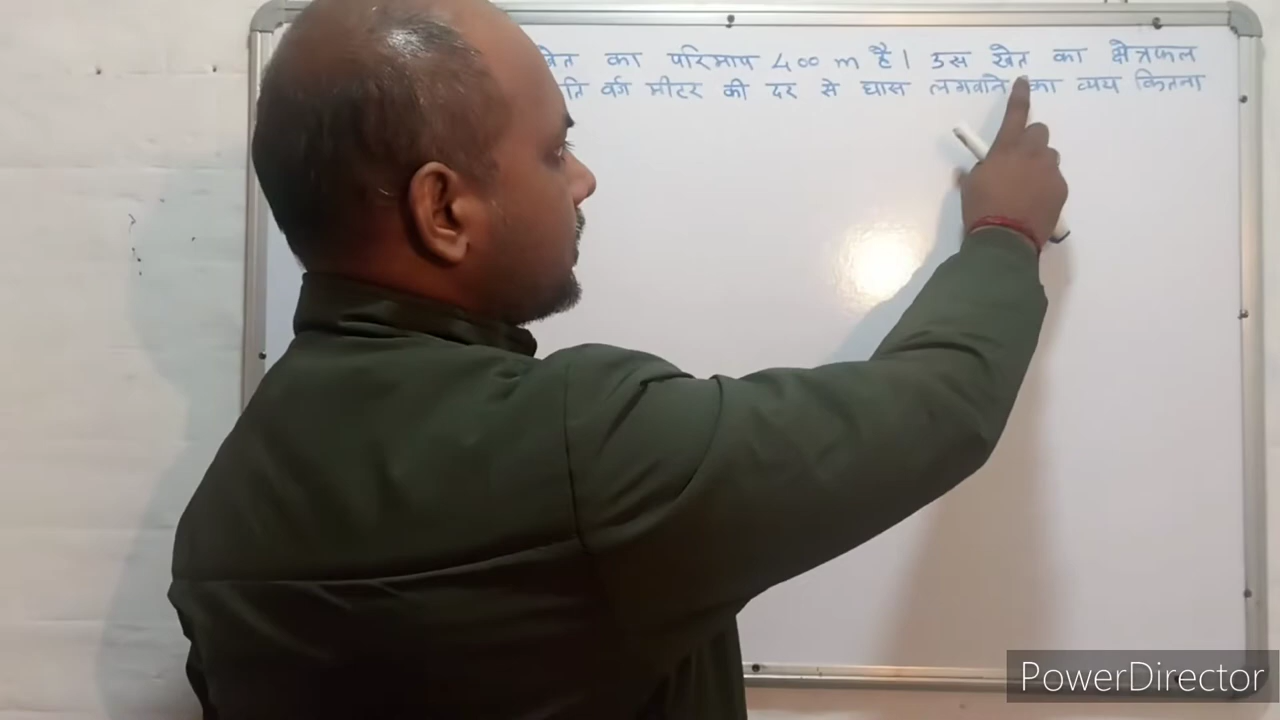 का परिमाप 400 m है। उस खेत का क्षेत्रफल
वर्ग मीटर की दर से घास लगवाने का व्यय कितना
PowerDirector